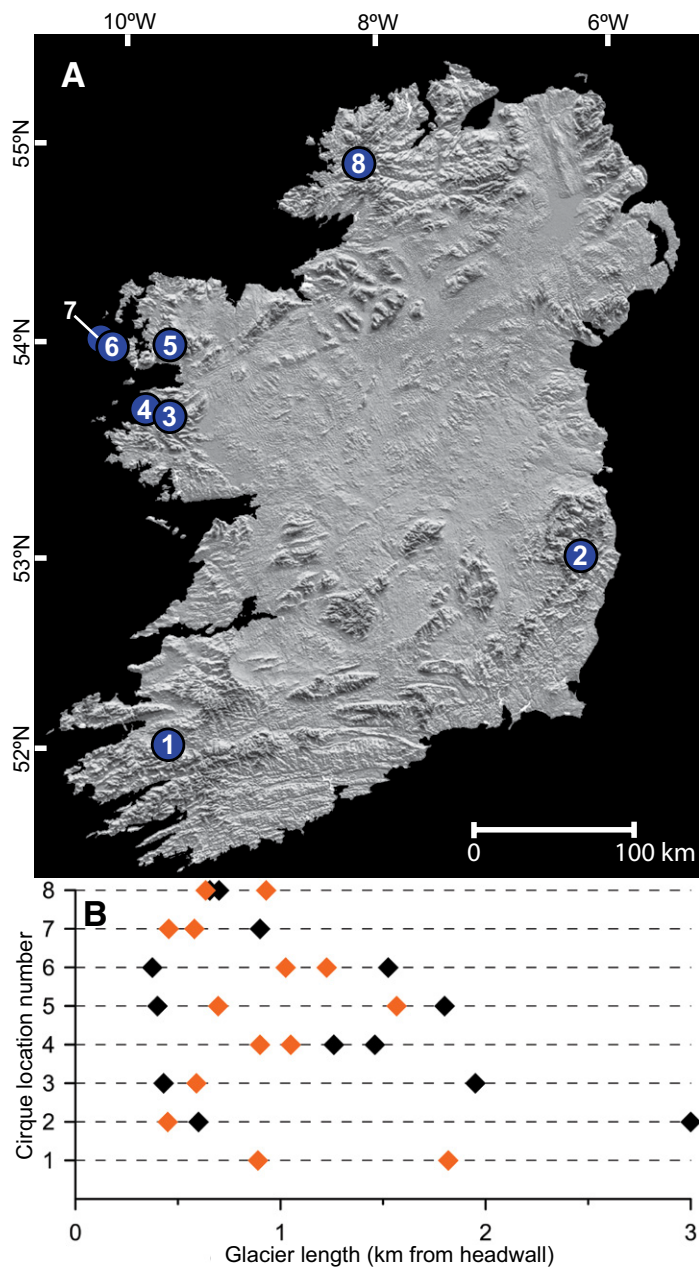 10ºW 8ºW 6ºW
A
55ºN
8
54ºN
7
6
5
4
3
53ºN
2
52ºN
1
0 100 km
B
Cirque location number
8
7
6
5
4
3
2
1
0 1 2 3
Glacier length (km from headwall)